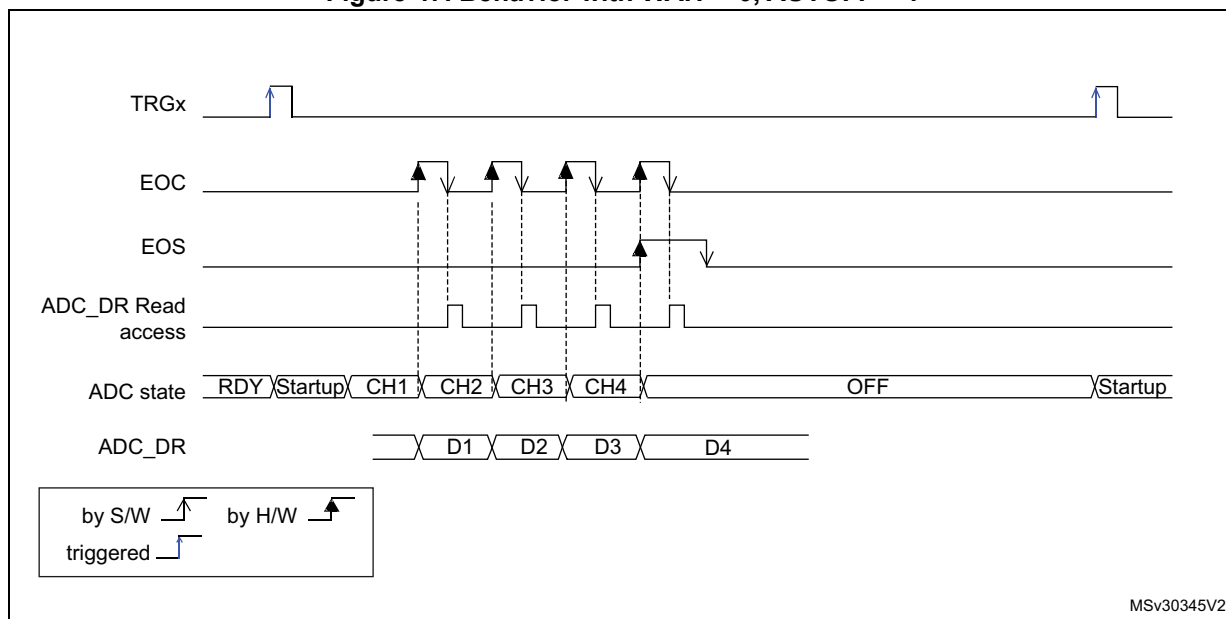 TRGx
EOC
EOS
ADC_DR Read
access
ADC state RDY Startup CH1 CH2 CH3 CH4 OFF Startup
ADC_DR D1 D2 D3 D4
by S/W by H/W
triggered
MSv30345V2